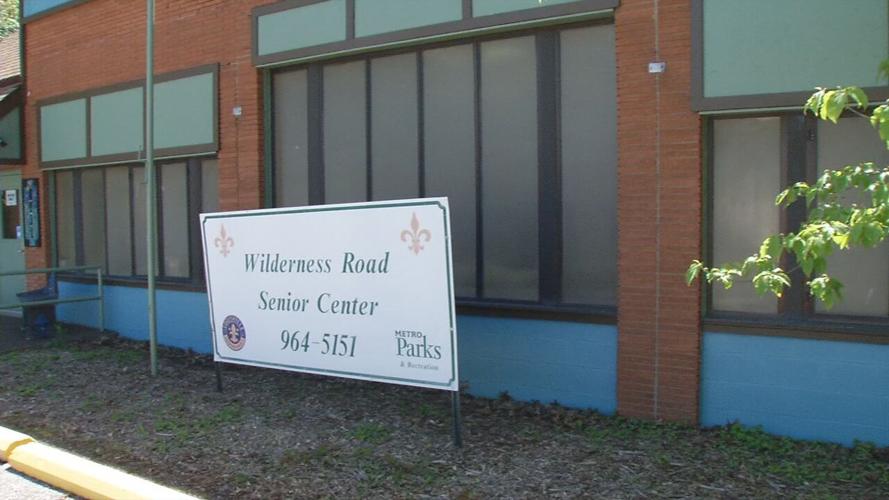 Wilderness Road
Senior Center
964-5151
METRO
Parks
& Recreation